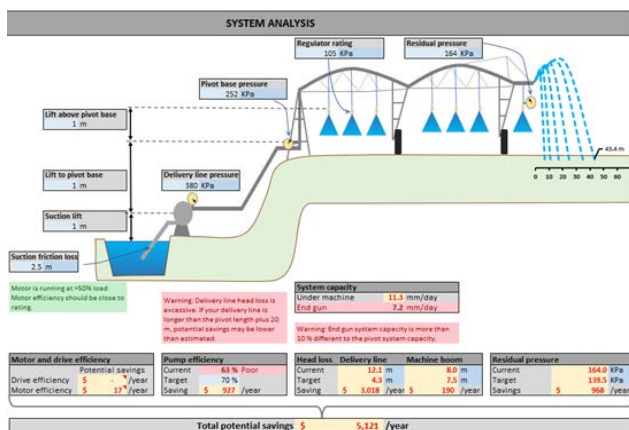 SYSTEM ANALYSIS
Regulator rating
105 KPa
Residual pressure
164 KPa
Pivot base pressure
252 KPa
Lift above pivot base
1 m
Lift to pivot base
1 m
Delivery line pressure
380 KPa
Suction lift
1 m
Suction friction loss
2.5 m
43.4 m
0 10 20 30 40 50 60
Motor is running at >50% load.
Motor efficiency should be close to
rating.
Warning: Delivery line head loss is
excessive. If your delivery line is
longer than the pivot length plus 20
m, potential savings may be lower
than estimated.
System capacity
Under machine 11.3 mm/day
End gun 7.2 mm/day
Warning: End gun system capacity is more than
10% different to the pivot system capacity.
Motor and drive efficiency
Potential savings
Drive efficiency $ - /year
Motor efficiency $ 17 /year
Pump efficiency
Current 63 % Poor
Target 70 %
Saving $ 927 /year
Head loss Delivery line Machine boom
Current 12.1 m 8.0 m
Target 4.3 m 7.5 m
Saving $ 3,018 /year $ 190 /year
Residual pressure
Current 164.0 KPa
Target 139.5 KPa
Savings $ 968 /year
Total potential savings $ 5,121 /year